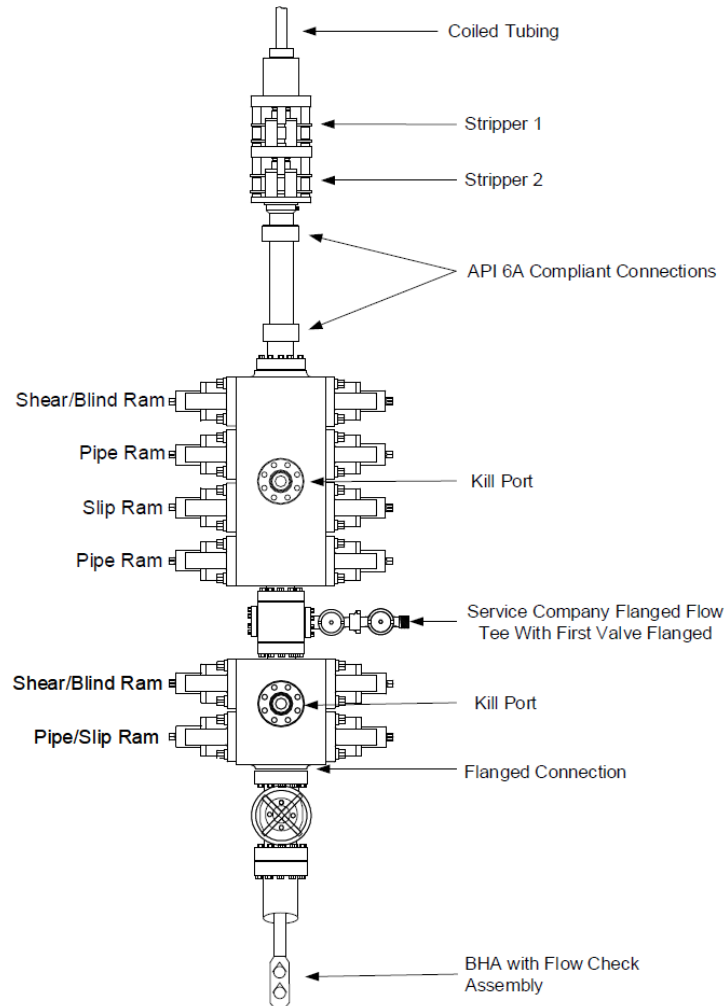 Coiled Tubing
Stripper 1
Stripper 2
API 6A Compliant Connections
Shear/Blind Ram
Pipe Ram
Kill Port
Slip Ram
Pipe Ram
Service Company Flanged Flow
Tee With First Valve Flanged
Shear/Blind Ram
Kill Port
Pipe/Slip Ram
Flanged Connection
BHA with Flow Check
Assembly